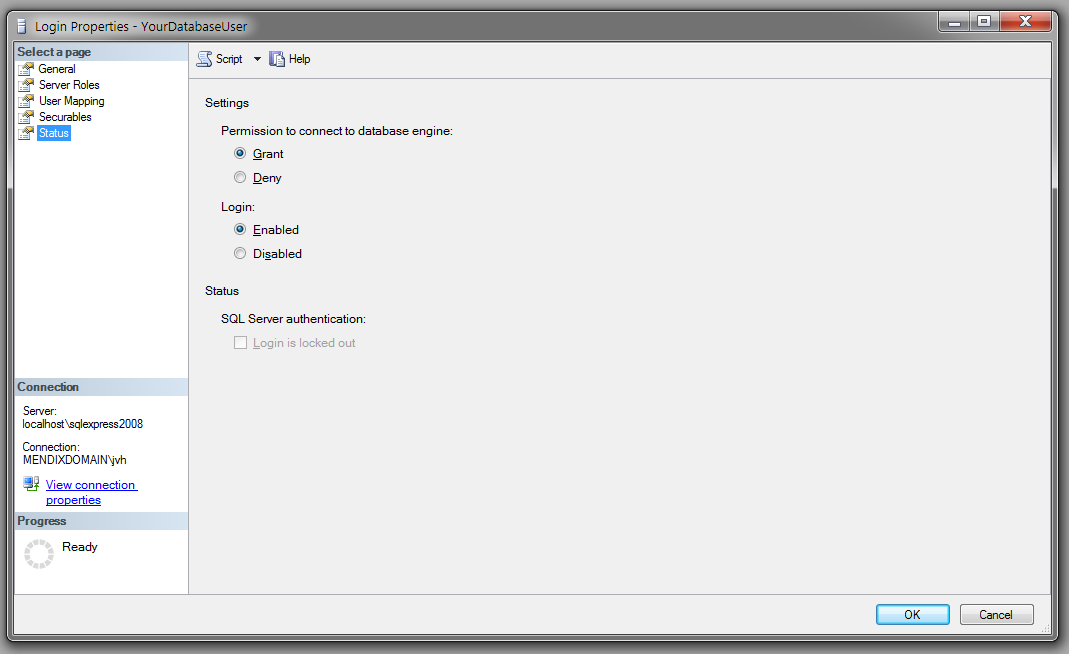 Login Properties - YourDatabaseUser
Select a page
General
Server Roles
User Mapping
Securables
Status
Script
Help
Settings
Permission to connect to database engine:
Grant
Deny
Login:
Enabled
Disabled
Status
SQL Server authentication:
Login is locked out
Connection
Server:
localhost\sqlexpress2008
Connection:
MENDIXDOMAIN\jvh
View connection
properties
Progress
Ready
OK
Cancel